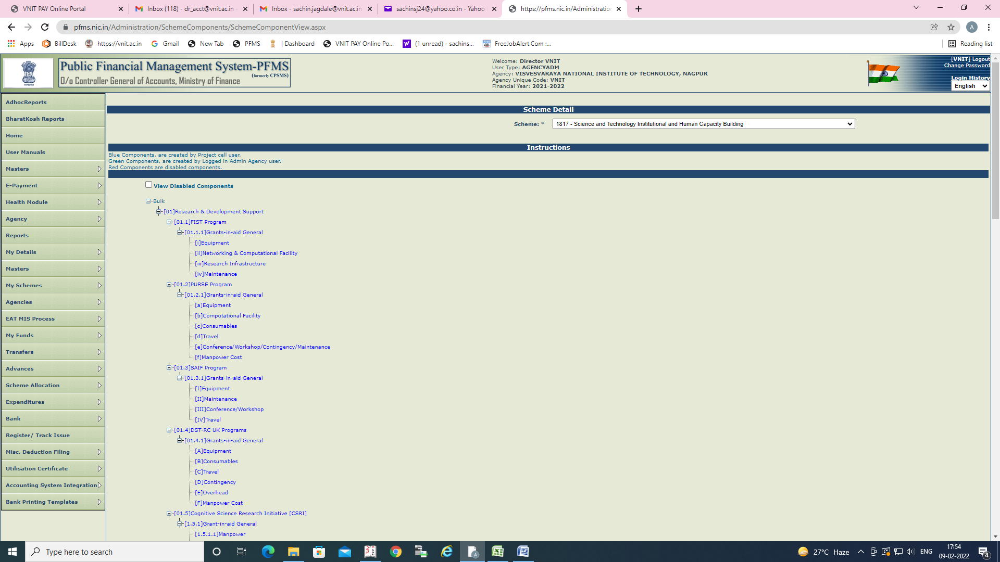 VNIT PAY Online Portal
Inbox (118) - dr_acct@vnit.ac.in -
Inbox - sachin.jagdale@vnit.ac.in
sachinsj24@yahoo.co.in - Yahoo
https://pfms.nic.in/Administration
pfms.nic.in/Administration/SchemeComponents/SchemeComponentView.aspx
A
Apps
BillDesk
https://vnit.ac.in
Gmail
New Tab
PFMS
| Dashboard
VNIT PAY Online Po...
(1 unread) - sachins...
FreeJobAlert.Com :...
Reading list
Public Financial Management System-PFMS
(formerly CPSMS)
O/o Controller General of Accounts, Ministry of Finance
Welcome: Director VNIT
User Type: AGENCYADM
Agency: VISVESVARAYA NATIONAL INSTITUTE OF TECHNOLOGY, NAGPUR
Agency Unique Code: VNIT
Financial Year: 2021-2022
[VNIT] Logout
Change Password
Login History
English
AdhocReports
BharatKosh Reports
Home
User Manuals
Masters
E-Payment
Health Module
Agency
Reports
My Details
Masters
My Schemes
Agencies
EAT MIS Process
My Funds
Transfers
Advances
Scheme Allocation
Expenditures
Bank
Register/ Track Issue
Misc. Deduction Filing
Utilisation Certificate
Accounting System Integration
Bank Printing Templates
Scheme Detail
Scheme: * 1817 - Science and Technology Institutional and Human Capacity Building
Instructions
Blue Components, are created by Project cell user.
Green Components, are created by Logged in Admin Agency user.
Red Components are disabled components.
View Disabled Components
Bulk
[01]Research & Development Support
[01.1]FIST Program
[01.1.1]Grants-in-aid General
[i]Equipment
[ii]Networking & Computational Facility
[iii]Research Infrastructure
[iv]Maintenance
[01.2]PURSE Program
[01.2.1]Grants-in-aid General
[a]Equipment
[b]Computational Facility
[c]Consumables
[d]Travel
[e]Conference/Workshop/Contingency/Maintenance
[f]Manpower Cost
[01.3]SAIF Program
[01.3.1]Grants-in-aid General
[I]Equipment
[II]Maintenance
[III]Conference/Workshop
[IV]Travel
[01.4]DST-RC UK Programs
[01.4.1]Grants-in-aid General
[A]Equipment
[B]Consumables
[C]Travel
[D]Contingency
[E]Overhead
[F]Manpower Cost
[01.5]Cognitive Science Research Initiative [CSRI]
[1.5.1]Grant-in-aid General
[1.5.1.1]Manpower
Type here to search
27°C Haze
ENG
17:54
09-02-2022
4